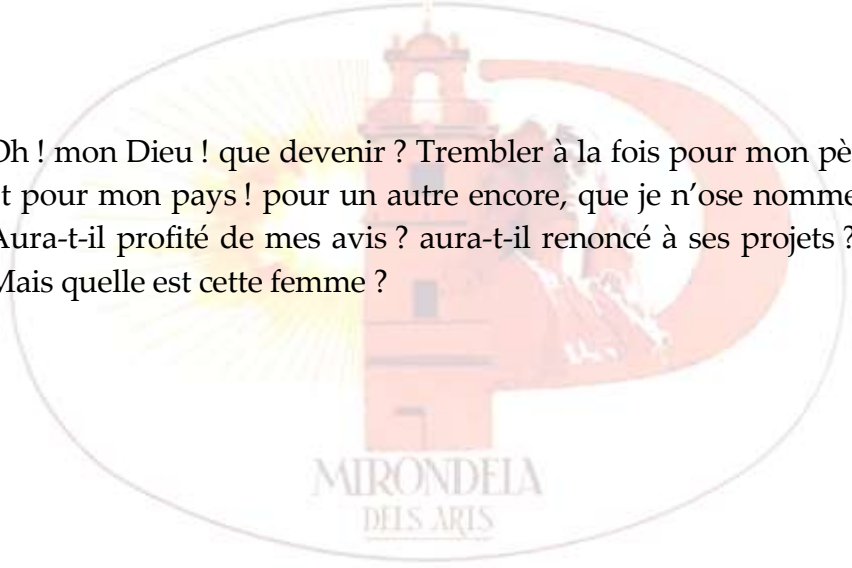 Oh ! mon Dieu ! que devenir ? Trembler à la fois pour mon pè
t pour mon pays ! pour un autre encore, que je n’ose nomme
Aura-t-il profité de mes avis ? aura-t-il renoncé à ses projets ?
Mais quelle est cette femme ?
MIRONDELA
DELS ARTS